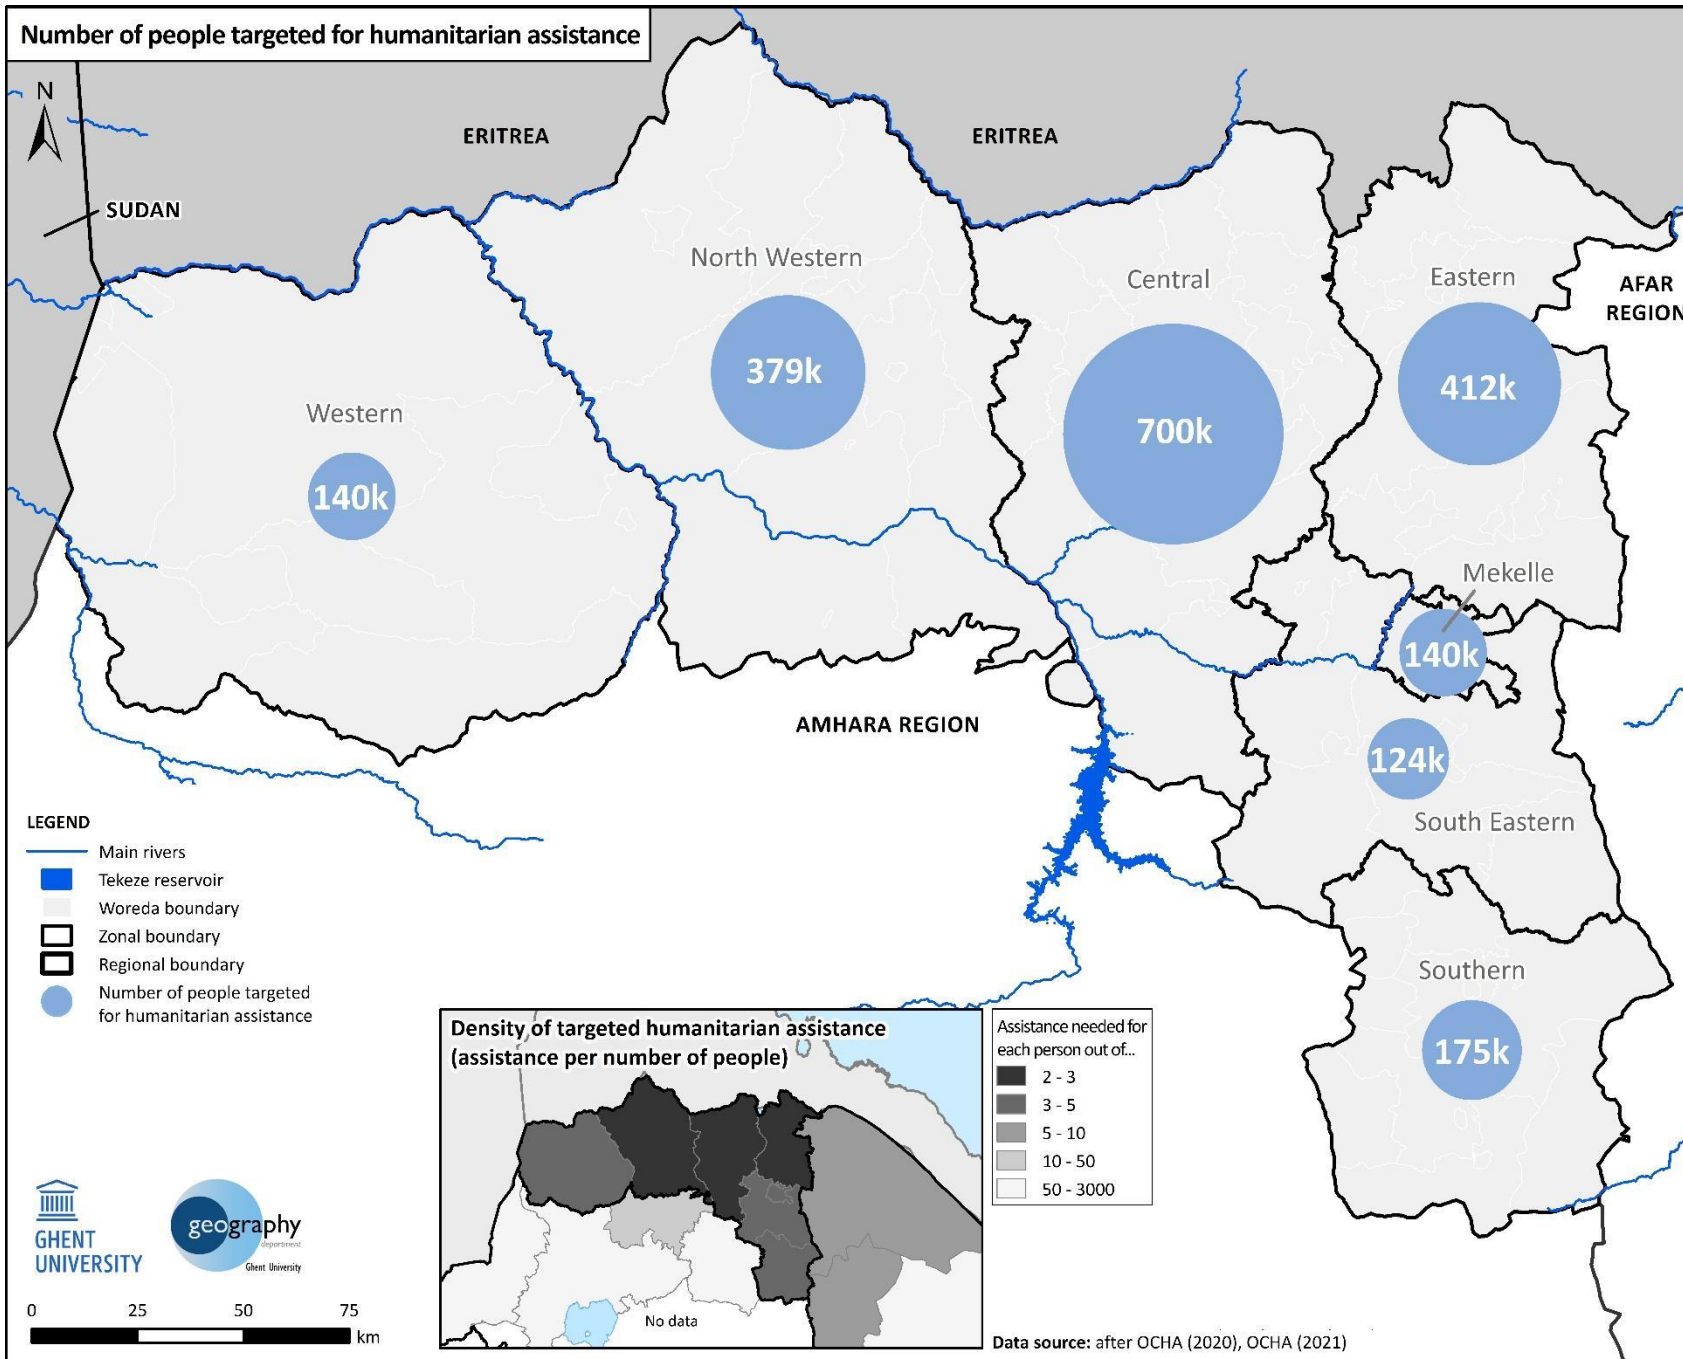 Number of people targeted for humanitarian assistance
N
ERITREA
ERITREA
SUDAN
North Western
Central
Eastern
AFAR
REGION
379k
412k
Western
700k
140k
Mekelle
140k
AMHARA REGION
124k
South Eastern
LEGEND
Main rivers
Tekeze reservoir
Woreda boundary
Zonal boundary
Regional boundary
Number of people targeted
for humanitarian assistance
Southern
175k
Density of targeted humanitarian assistance
(assistance per number of people)
No data
Assistance needed for
each person out of...
2 - 3
3 - 5
5 - 10
10 - 50
50 - 3000
GHENT
UNIVERSITY
geography
department
Ghent University
0 25 50 75
km
Data source: after OCHA (2020), OCHA (2021)